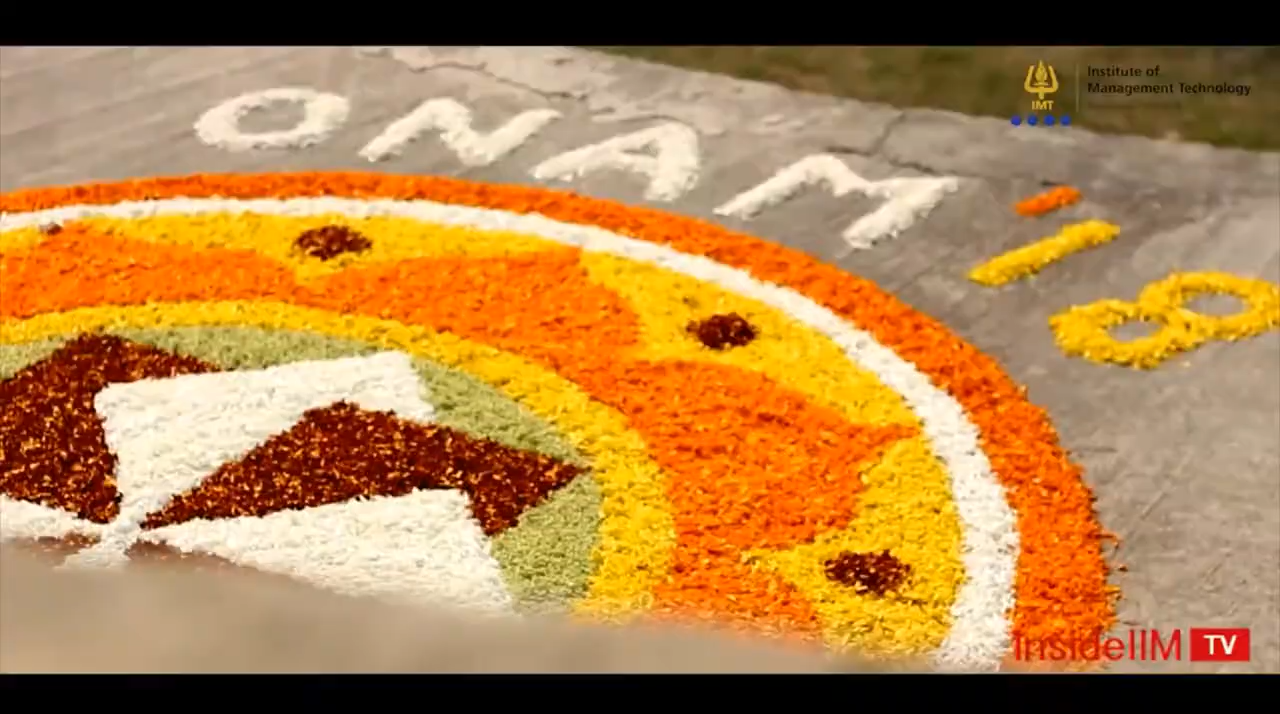 ONAM '18
Institute of
Management Technology
IMT
InsideIIM TV